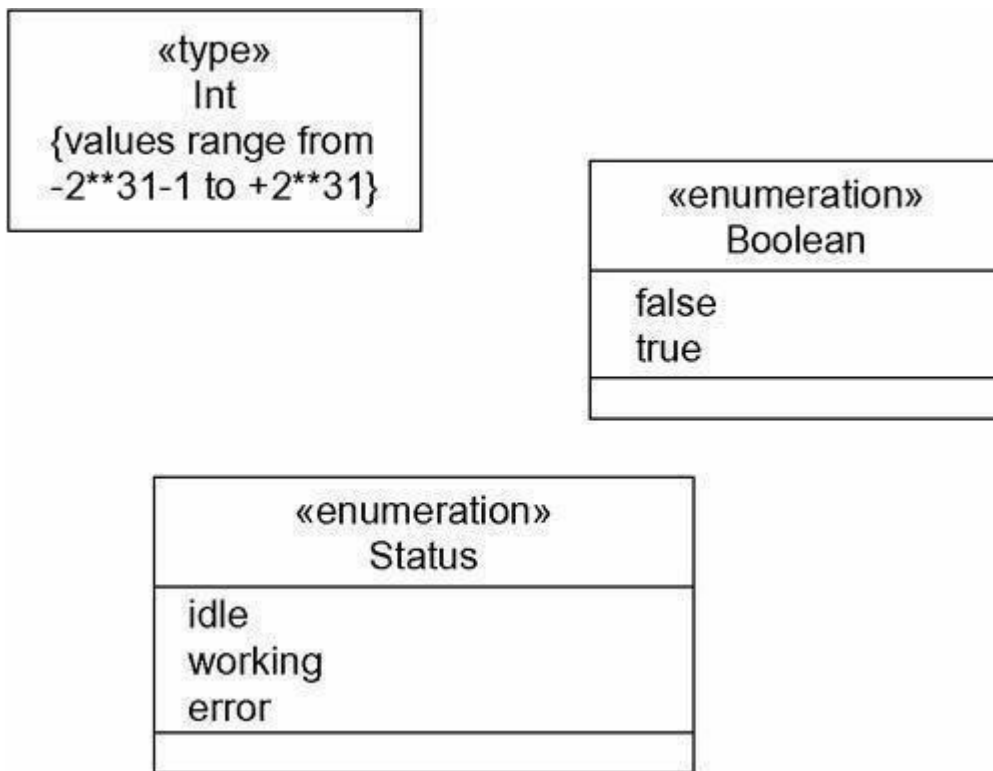 «type»
Int
{values range from
-2**31-1 to +2**31}
«enumeration»
Boolean
false
true
«enumeration»
Status
idle
working
error